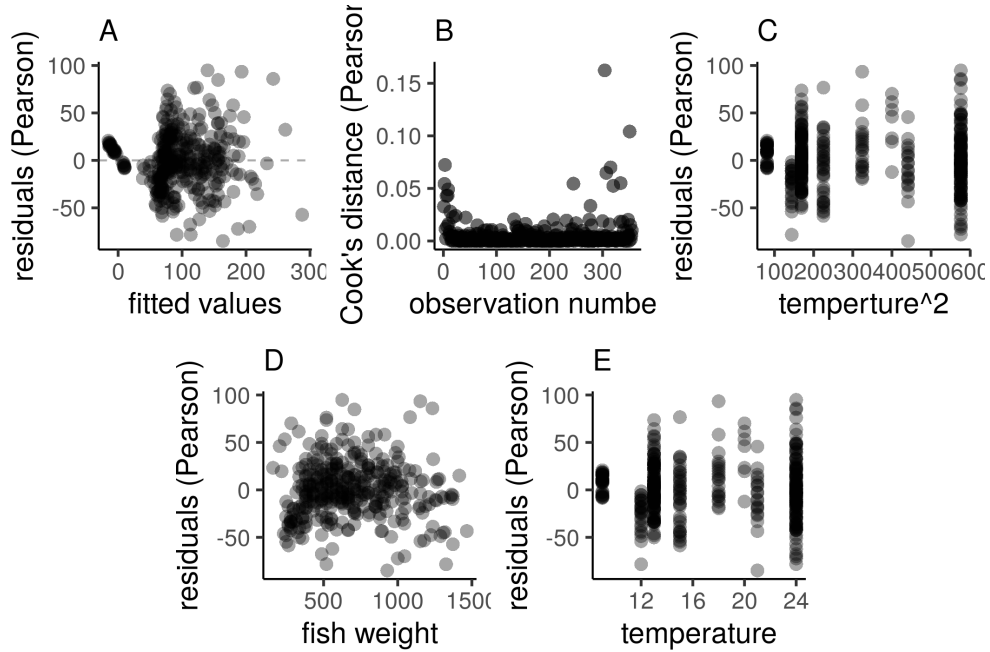 A
residuals (Pearson)
100
50
0
-50
0
100
200
300
fitted values
B
Cook's distance (Pearson
0.15
0.10
0.05
0.00
0
100
200
300
observation numbe
C
residuals (Pearson)
100
50
0
-50
100200300400500600
temperture^2
D
residuals (Pearson)
100
50
0
-50
500
1000
1500
fish weight
E
residuals (Pearson)
100
50
0
-50
12
16
20
24
temperature